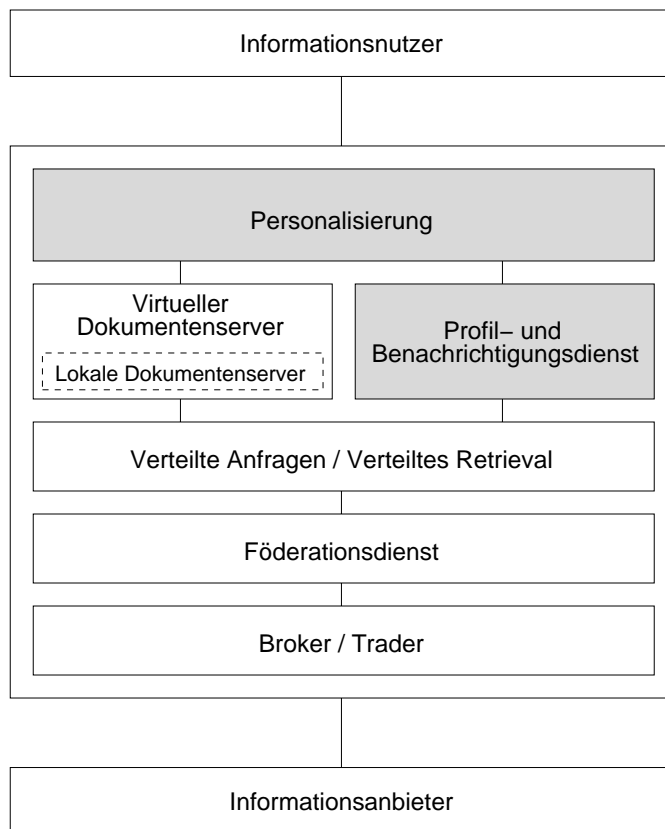 Informationsnutzer
Personalisierung
Virtueller
Dokumentenserver
Lokale Dokumentenserver
Profil– und
Benachrichtigungsdienst
Verteilte Anfragen / Verteiltes Retrieval
Föderationsdienst
Broker / Trader
Informationsanbieter